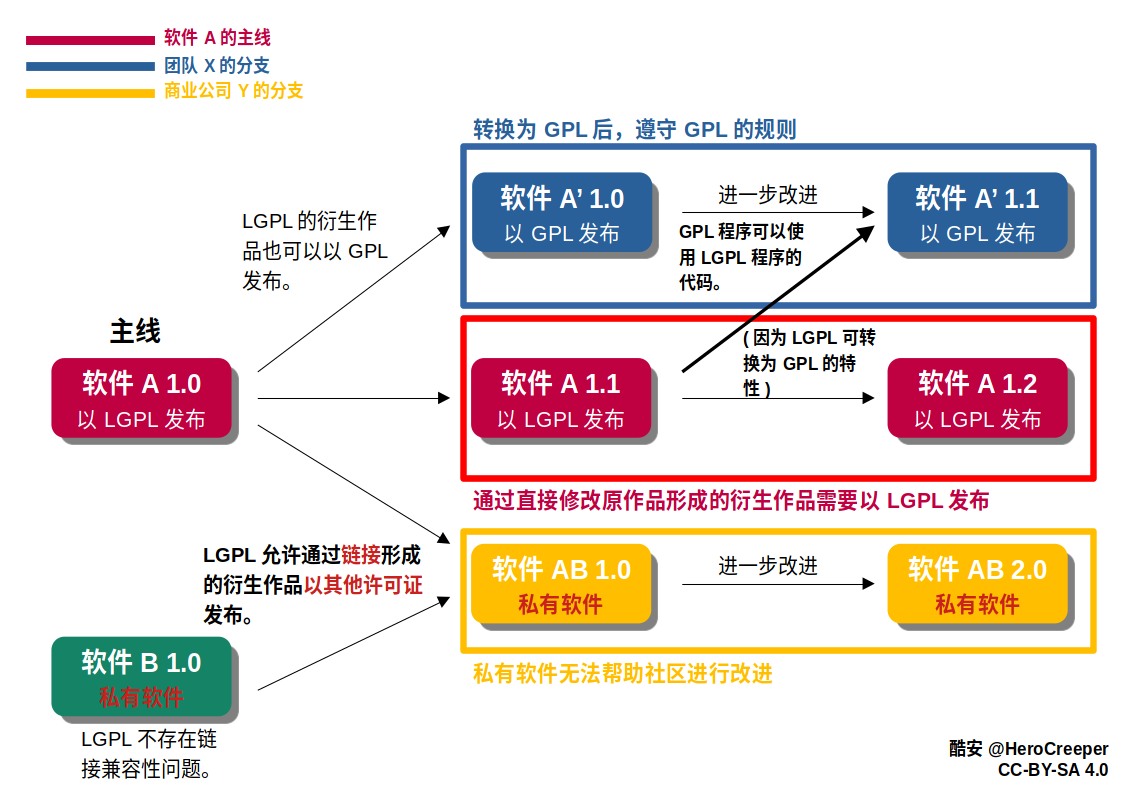 软件 A 的主线
团队 X 的分支
商业公司 Y 的分支
转换为 GPL 后，遵守 GPL 的规则
软件 A’ 1.0
以 GPL 发布
进一步改进
软件 A’ 1.1
以 GPL 发布
GPL 程序可以使
用 LGPL 程序的
代码。
LGPL 的衍生作
品也可以以 GPL
发布。
主线
软件 A 1.0
以 LGPL 发布
软件 A 1.1
以 LGPL 发布
( 因为 LGPL 可转
换为 GPL 的特
性 )
软件 A 1.2
以 LGPL 发布
通过直接修改原作品形成的衍生作品需要以 LGPL 发布
LGPL 允许通过链接形成
的衍生作品以其他许可证
发布。
软件 AB 1.0
私有软件
进一步改进
软件 AB 2.0
私有软件
私有软件无法帮助社区进行改进
软件 B 1.0
私有软件
LGPL 不存在链
接兼容性问题。
酷安 @HeroCreeper
CC-BY-SA 4.0